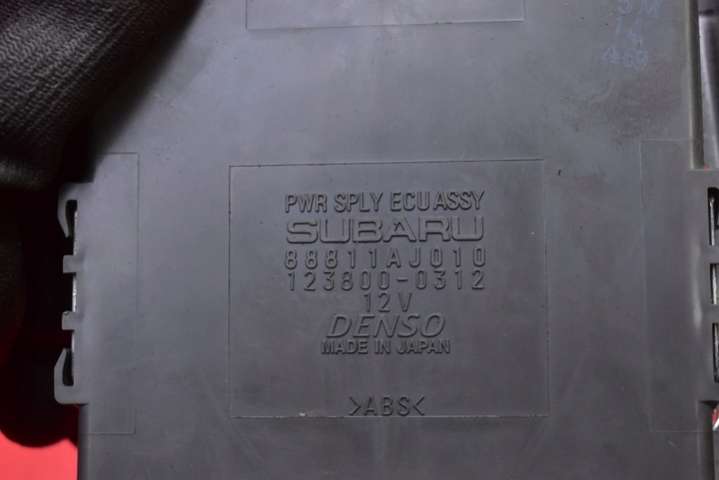 PWR SPLY ECU ASSY
SUBARU
88811AJ010
123800-0312
12V
DENSO
MADE IN JAPAN
>ABS<